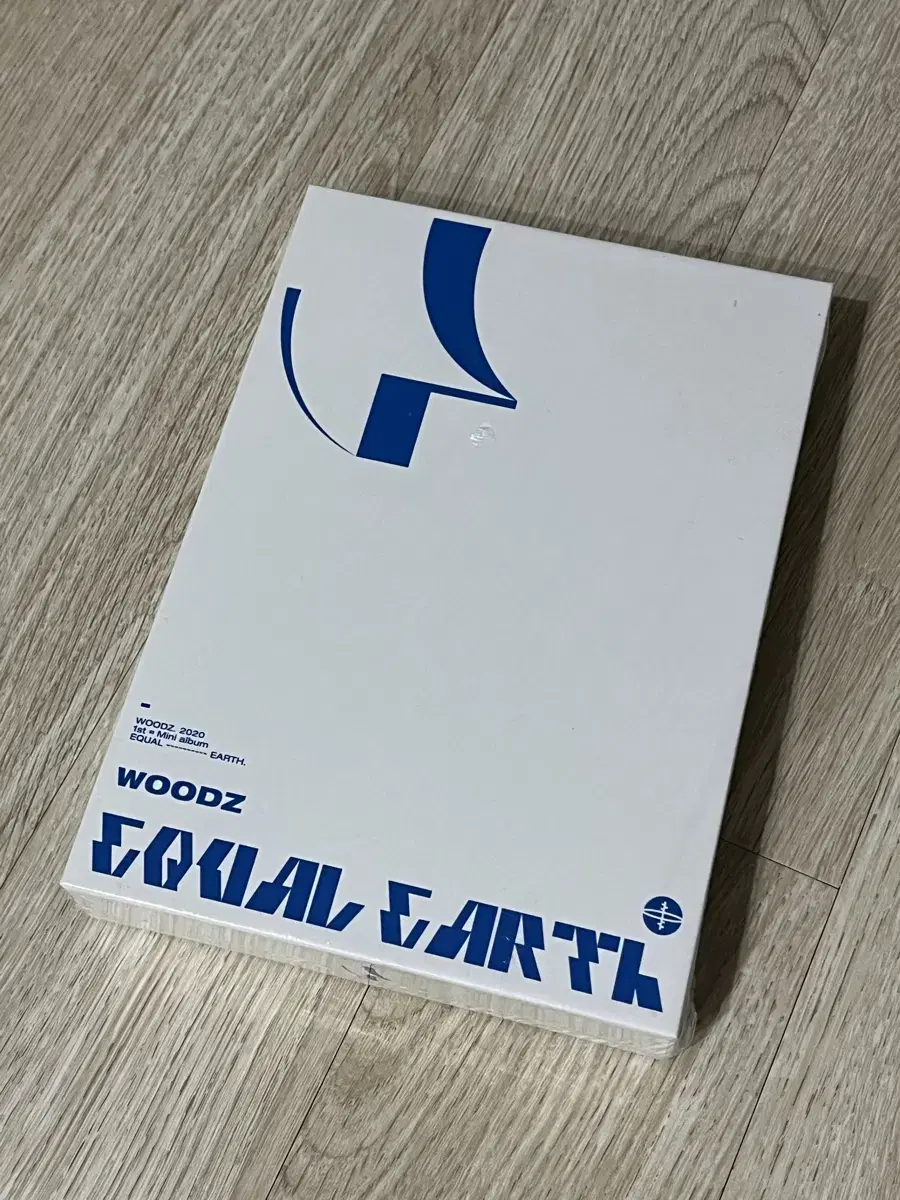 WOODZ. 2020
1st = Mini album
EQUAL ---------- EARTH.
WOODZ
EQUAL EARTh